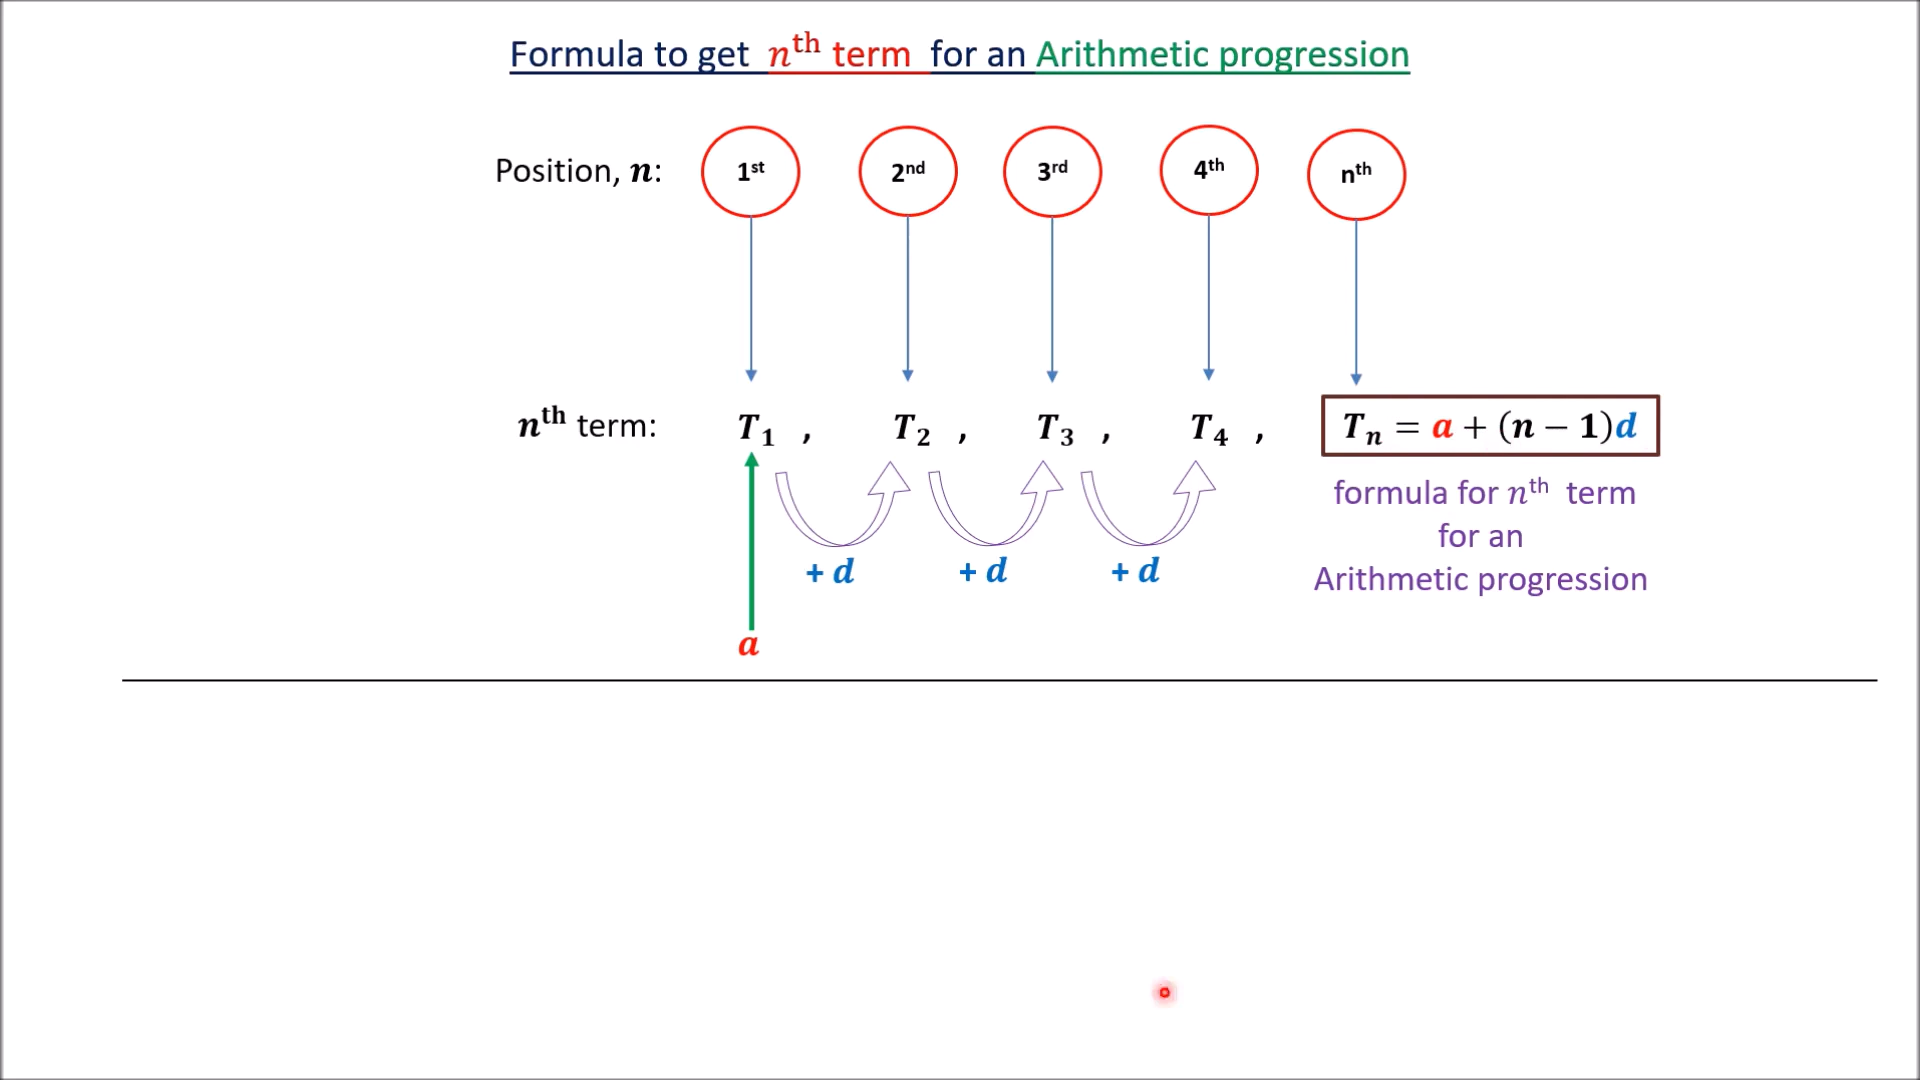 Formula to get nᵗʰ term for an Arithmetic progression
Position, n: 1ˢᵗ 2ⁿᵈ 3ʳᵈ 4ᵗʰ nᵗʰ
nᵗʰ term: T₁ , T₂ , T₃ , T₄ , Tₙ = a + (n − 1)d
formula for nᵗʰ term
for an
Arithmetic progression
+ d + d + d
a